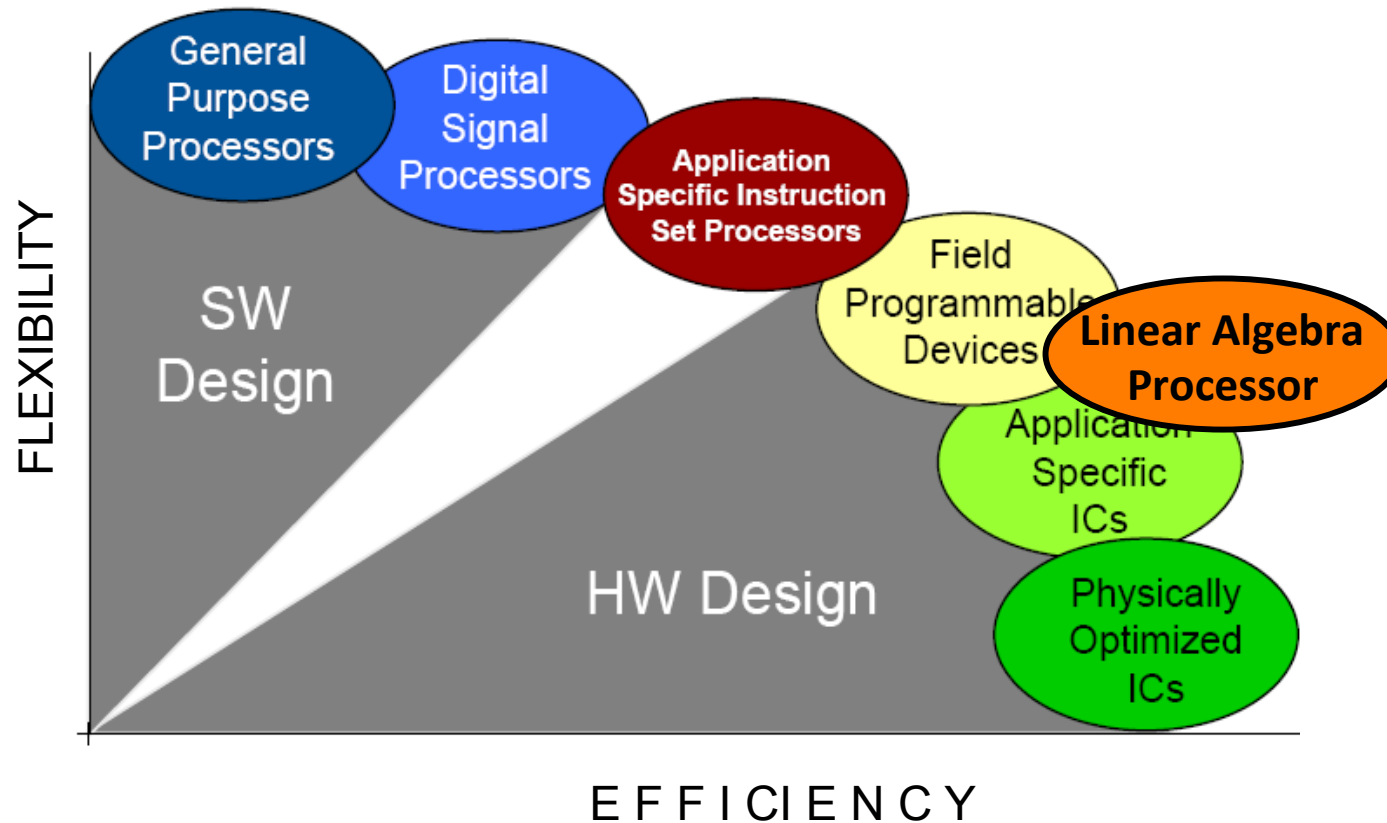 General
Purpose
Processors
Digital
Signal
Processors
Application
Specific Instruction
Set Processors
Field
Programmable
Devices
Linear Algebra
Processor
Application
Specific
ICs
Physically
Optimized
ICs
SW
Design
HW Design
FLEXIBILITY
EFFICIENCY